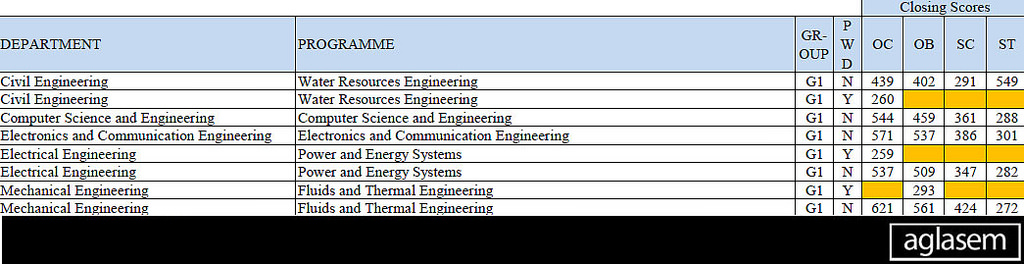 Closing Scores
DEPARTMENT PROGRAMME GR-OUP PWD OC OB SC ST
Civil Engineering Water Resources Engineering G1 N 439 402 291 549
Civil Engineering Water Resources Engineering G1 Y 260
Computer Science and Engineering Computer Science and Engineering G1 N 544 459 361 288
Electronics and Communication Engineering Electronics and Communication Engineering G1 N 571 537 386 301
Electrical Engineering Power and Energy Systems G1 Y 259
Electrical Engineering Power and Energy Systems G1 N 537 509 347 282
Mechanical Engineering Fluids and Thermal Engineering G1 Y 293
Mechanical Engineering Fluids and Thermal Engineering G1 N 621 561 424 272
aglasem